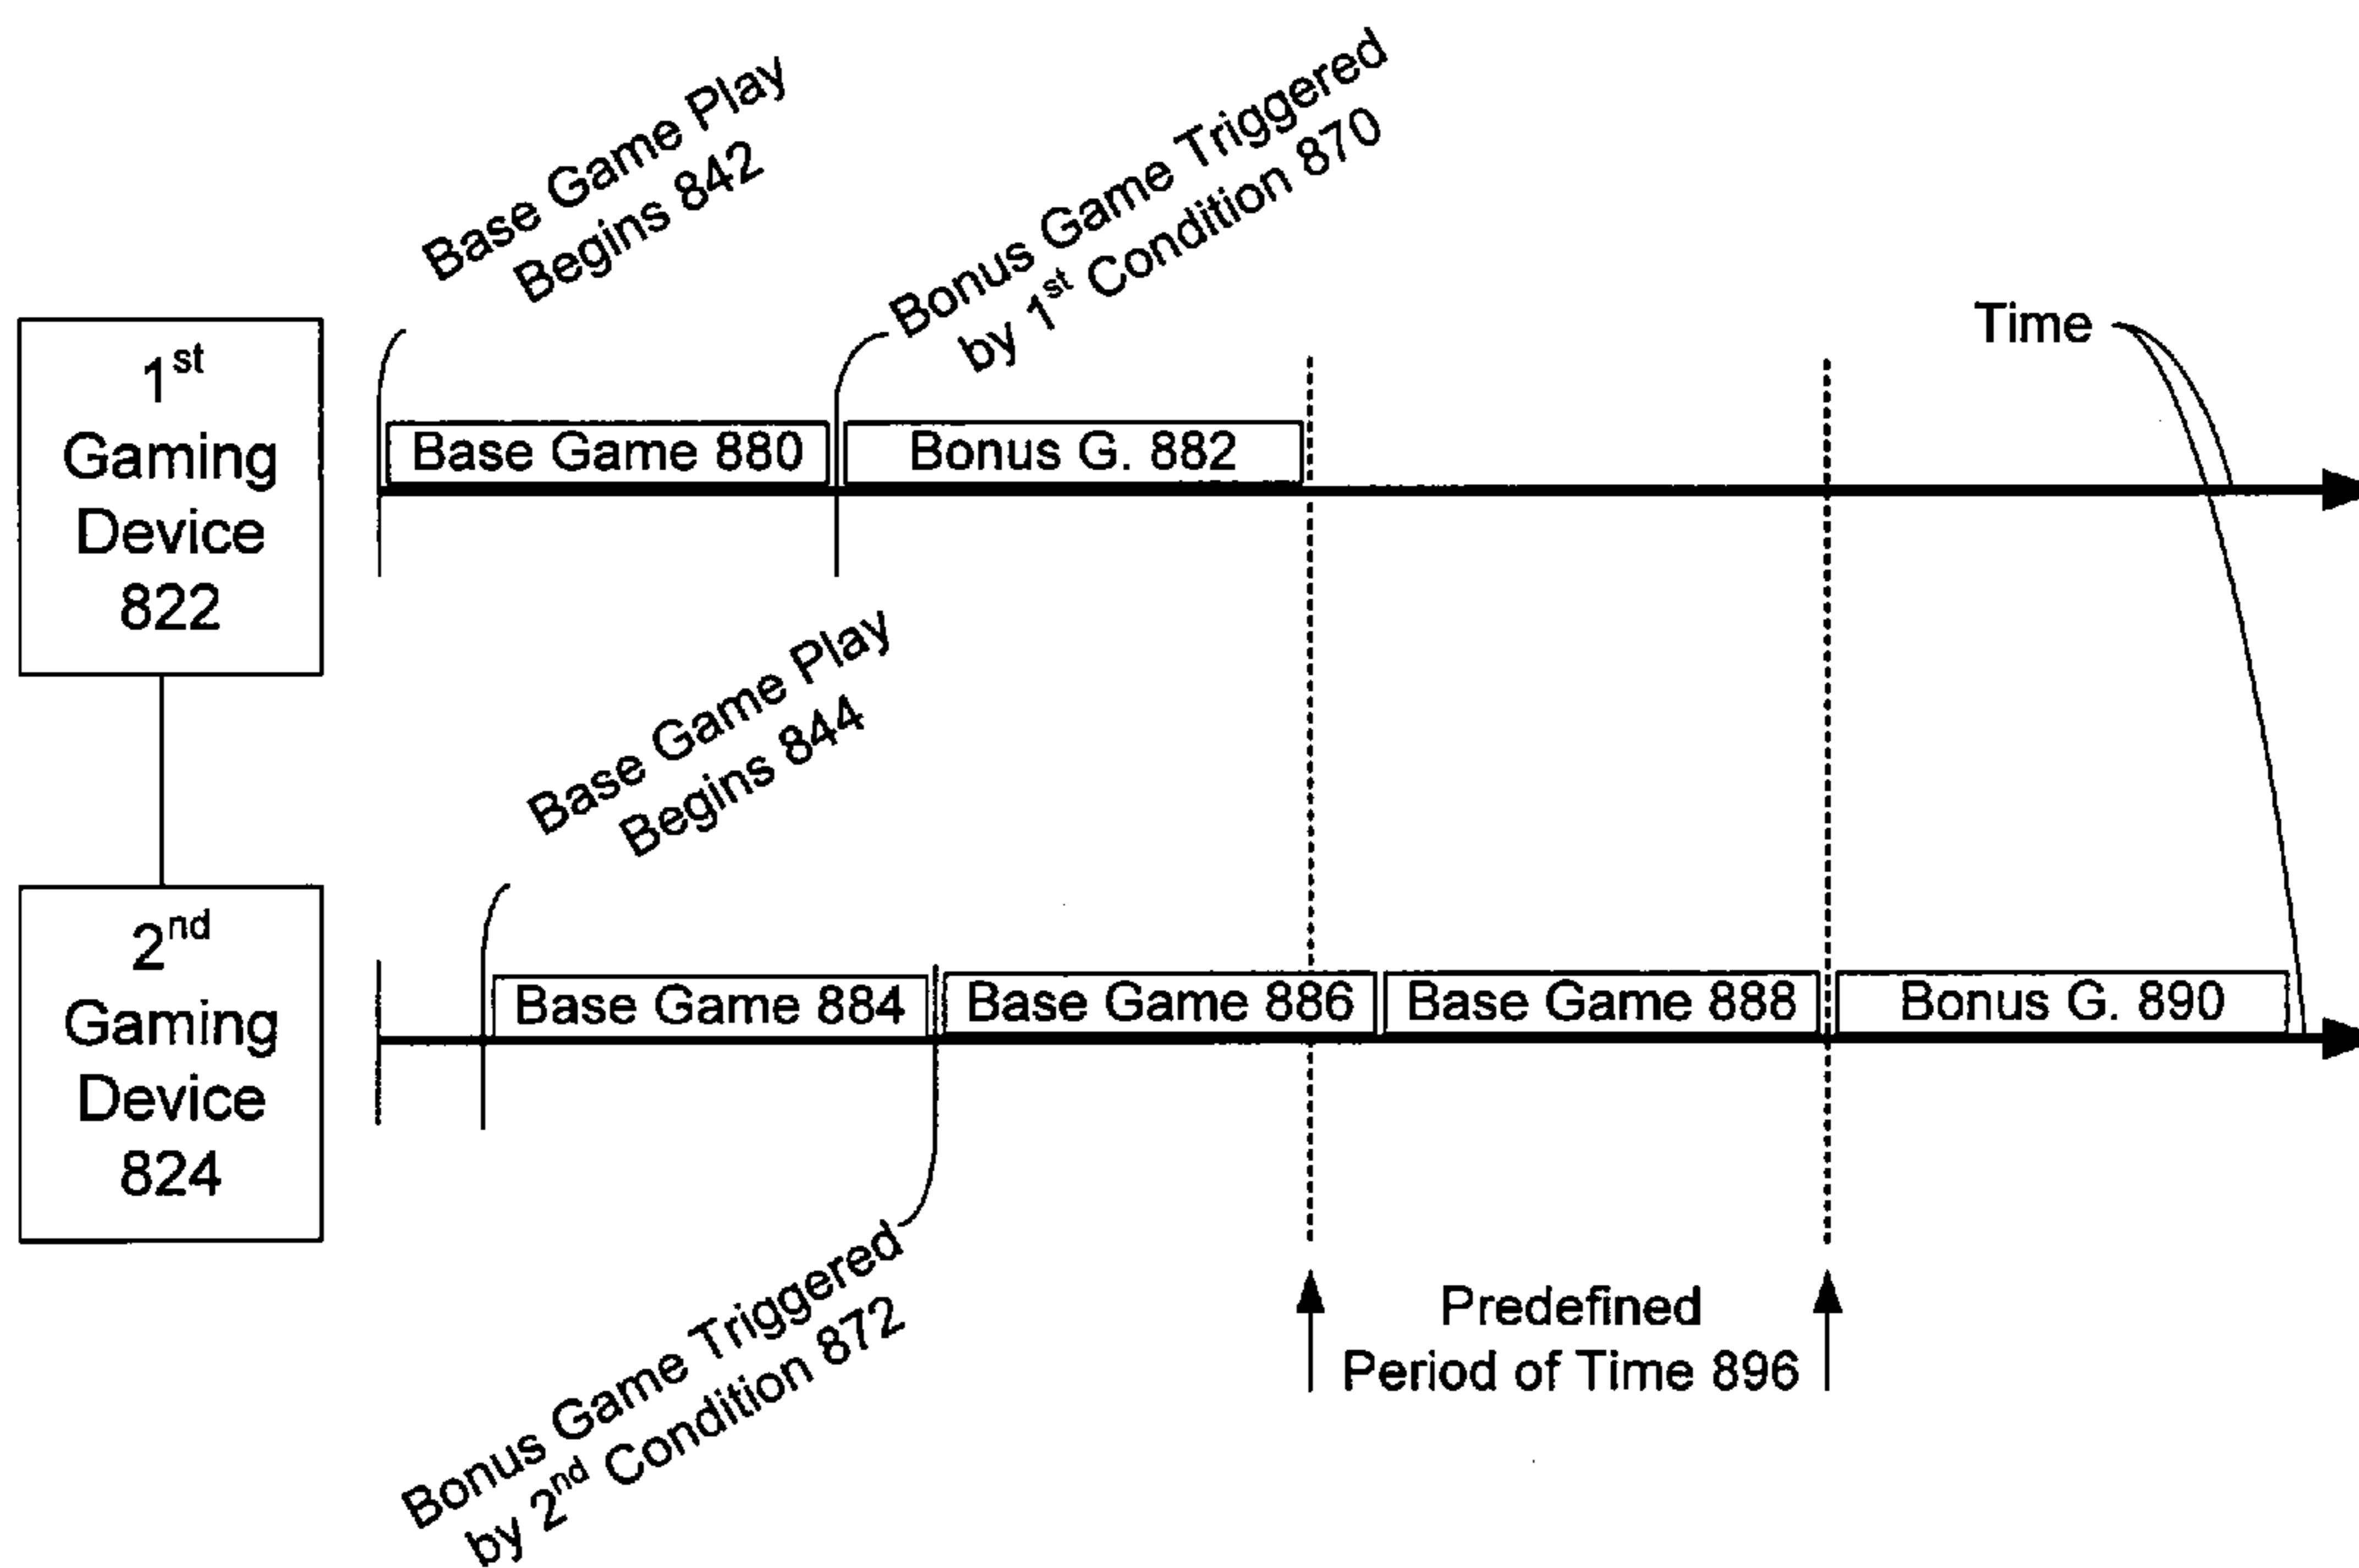 Base Game Play
Begins 842
Bonus Game Triggered
by 1st Condition 870
Time
1st
Gaming
Device
822
Base Game 880
Bonus G. 882
Base Game Play
Begins 844
2nd
Gaming
Device
824
Base Game 884
Base Game 886
Base Game 888
Bonus G. 890
Bonus Game Triggered
by 2nd Condition 872
Predefined
Period of Time 896